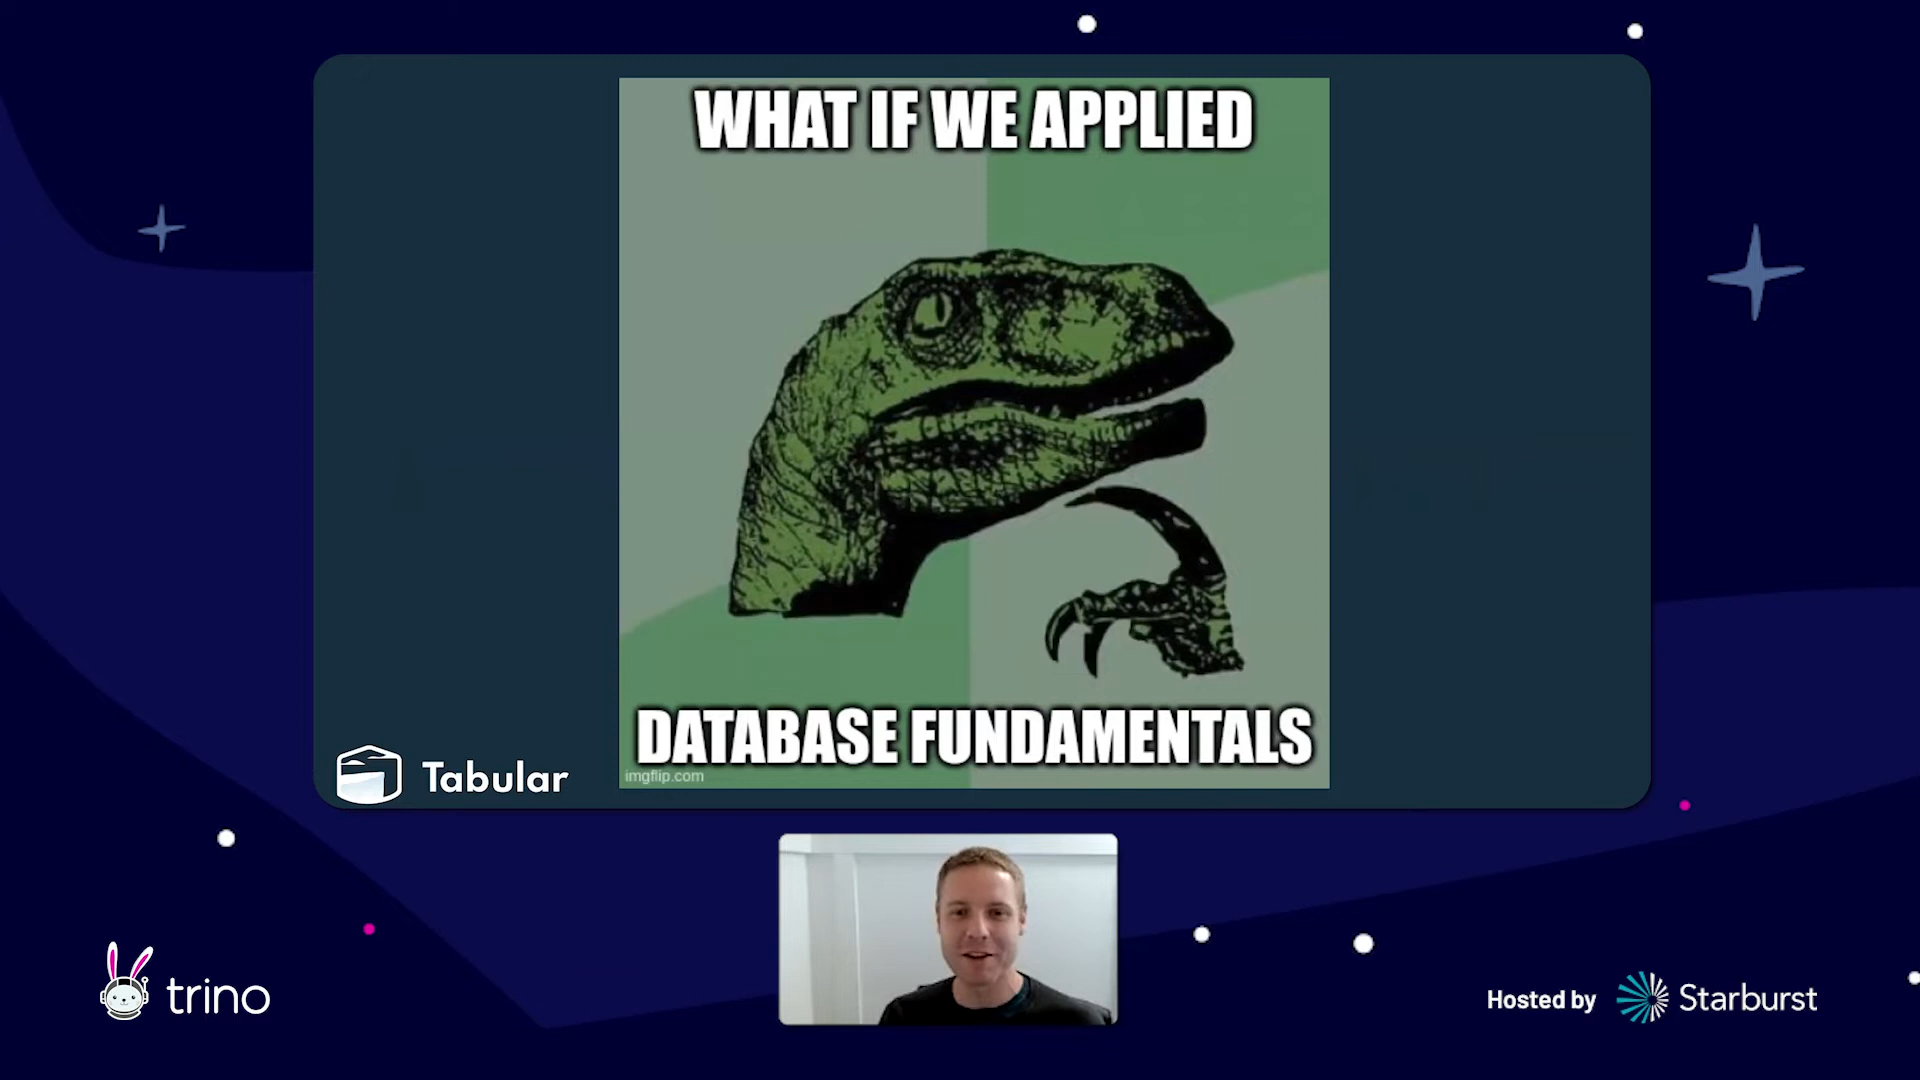 WHAT IF WE APPLIED
DATABASE FUNDAMENTALS
imgflip.com
Tabular
trino
Hosted by Starburst